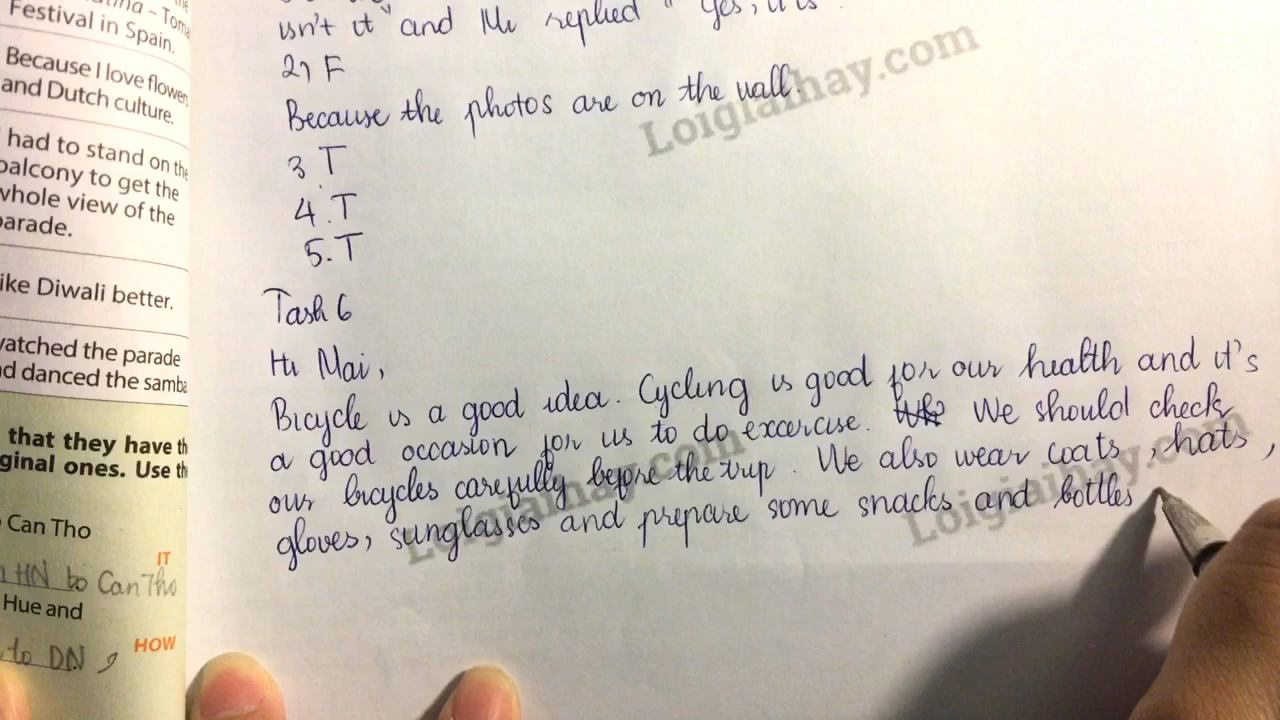 – Toma
Festival in Spain.
Because I love flowers
and Dutch culture.
had to stand on the
balcony to get the
whole view of the
parade.
like Diwali better.
watched the parade
and danced the samba
that they have th
ginal ones. Use th
Can Tho
IT
HN to Can Tho
Hue and
HOW
to DN
isn't it" and Mr replied " Yes, it is
2, F
Because the photos are on the wall.
3 T
4. T
5. T
Tash 6
Hi Mai,
Bicycle is a good idea. Cycling is good for our health and it's
a good occasion for us to do excercise. We should check
our bicycles carefully before the trip. We also wear coats, hats,
gloves, sunglasses and prepare some snacks and bottles
Loigiaihay.com
Loigiaihay.com
Loigiaihay.com